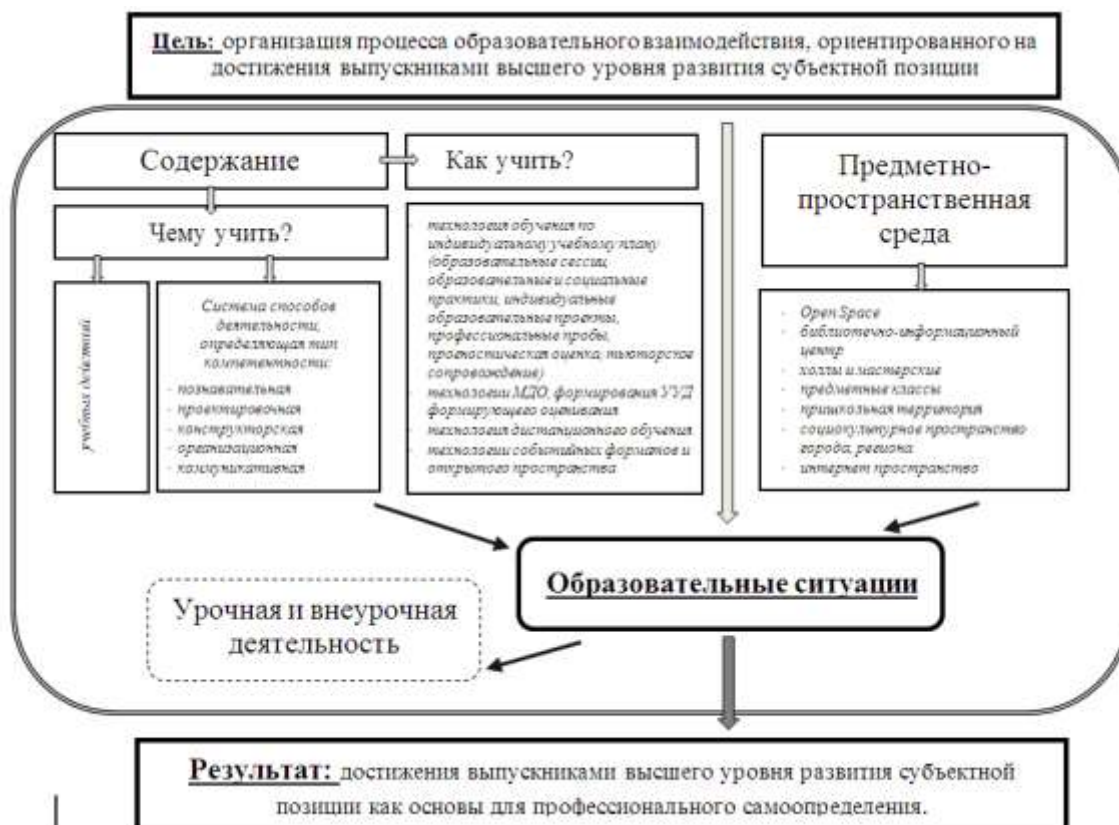 Цель: организация процесса образовательного взаимодействия, ориентированного на
достижения выпускниками высшего уровня развития субъектной позиции
Содержание
Как учить?
Чему учить?
учебных действий
Система способов
деятельности,
определяющая тип
компетентности:
- познавательная
- проектировочная
- конструкторская
- организационная
- коммуникативная
- технология обучения по
индивидуальному учебному плану
(образовательные сессии,
образовательные и социальные
практики, индивидуальные
образовательные проекты,
профессиональные пробы,
прогностическая оценка, тьюторское
сопровождение)
- технологии МДО, формирования УУД
формирующего оценивания
- технология дистанционного обучения
- технологии событийных форматов и
открытого пространства
Предметно-
пространственная
среда
- Open Space
- библиотечно-информационный
центр
- холлы и мастерские
- предметные классы
- пришкольная территория
- социокультурное пространство
города, региона
- интернет пространство
Образовательные ситуации
Урочная и внеурочная
деятельность
Результат: достижения выпускниками высшего уровня развития субъектной
позиции как основы для профессионального самоопределения.